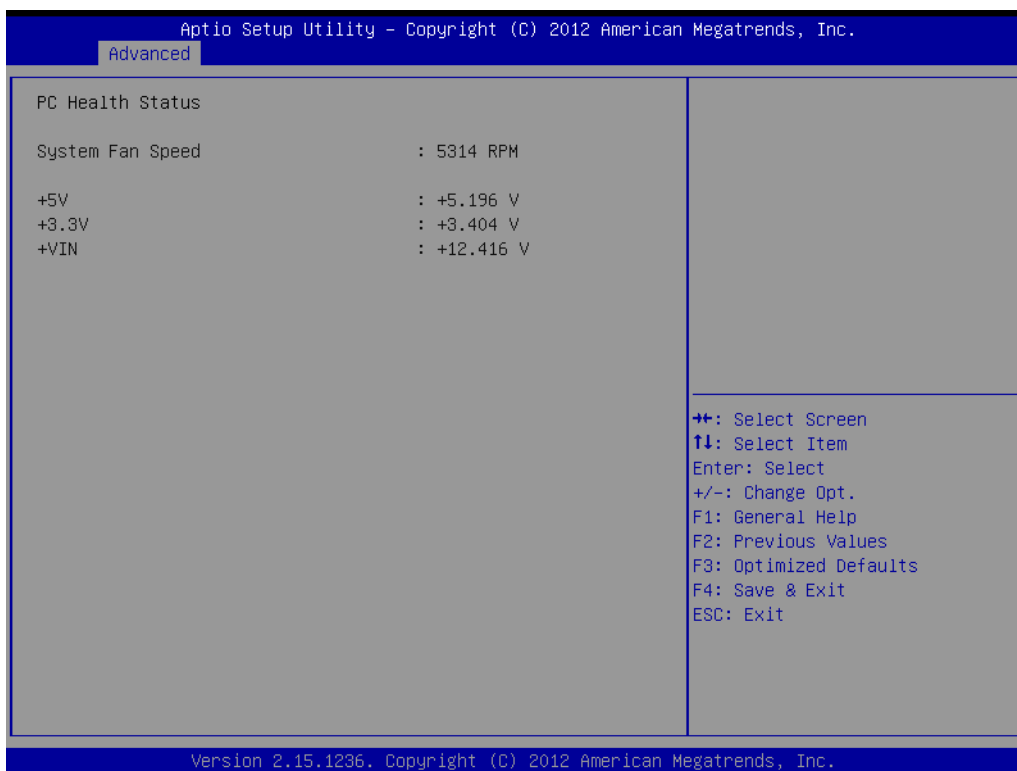 Aptio Setup Utility – Copyright (C) 2012 American Megatrends, Inc.
Advanced
PC Health Status
System Fan Speed : 5314 RPM
+5V : +5.196 V
+3.3V : +3.404 V
+VIN : +12.416 V
→←: Select Screen
↑↓: Select Item
Enter: Select
+/-: Change Opt.
F1: General Help
F2: Previous Values
F3: Optimized Defaults
F4: Save & Exit
ESC: Exit
Version 2.15.1236. Copyright (C) 2012 American Megatrends, Inc.